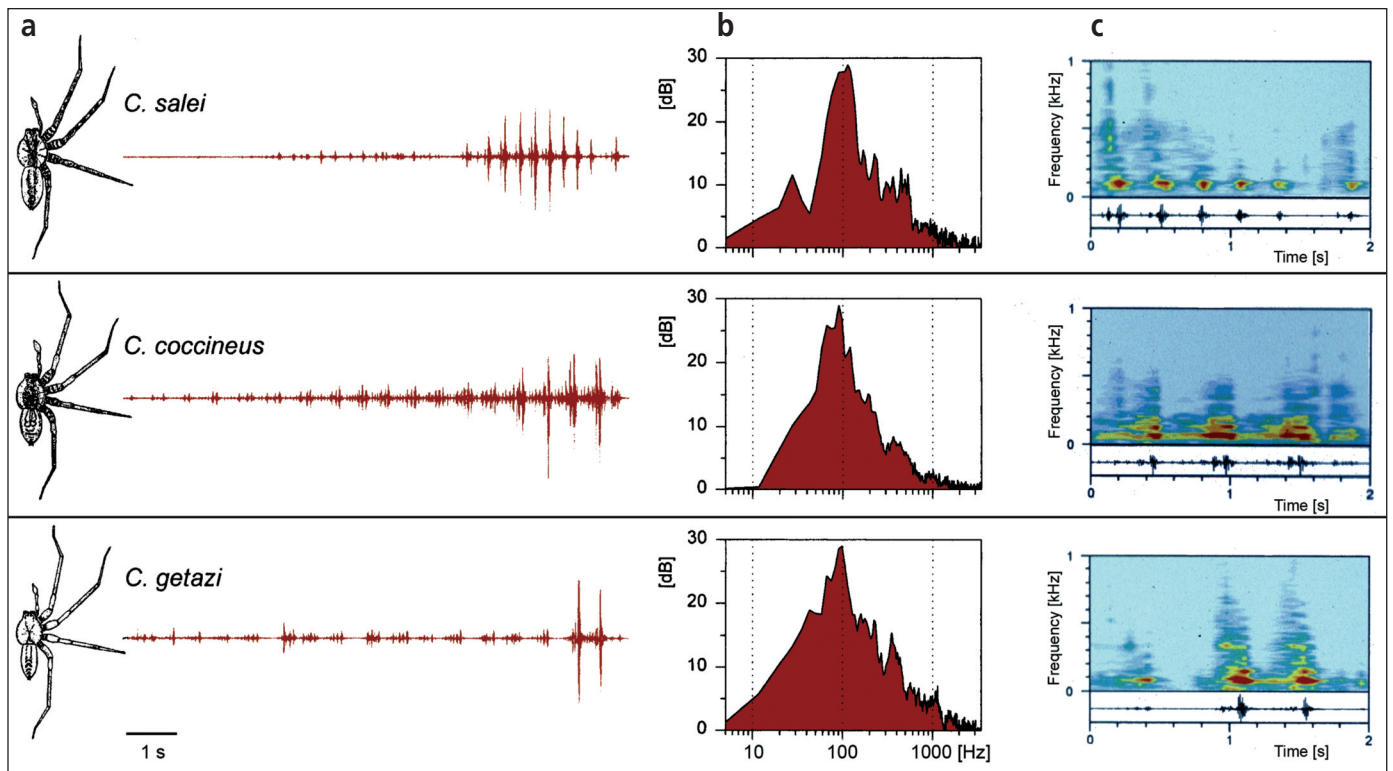 a
b
c
C. salei
[dB]
30
20
10
0
Frequency [kHz]
1
0
0
1
2
Time [s]
C. coccineus
[dB]
30
20
10
0
Frequency [kHz]
1
0
0
1
2
Time [s]
C. getazi
1 s
[dB]
30
20
10
0
10
100
1000 [Hz]
Frequency [kHz]
1
0
0
1
2
Time [s]